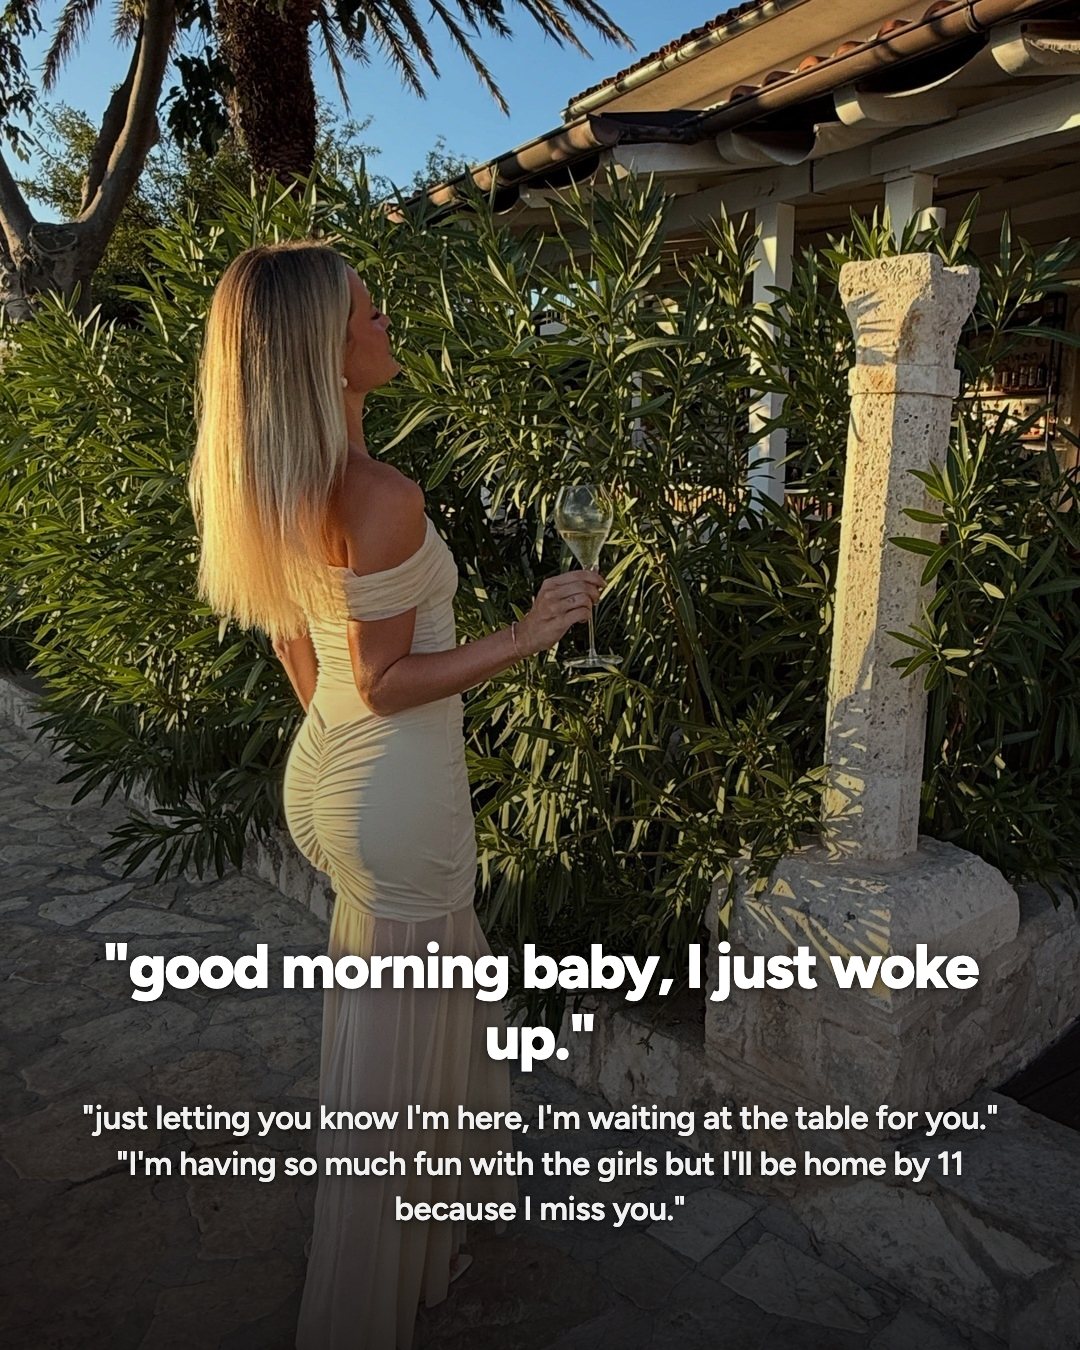 "good morning baby, I just woke
up."
"just letting you know I'm here, I'm waiting at the table for you."
"I'm having so much fun with the girls but I'll be home by 11
because I miss you."